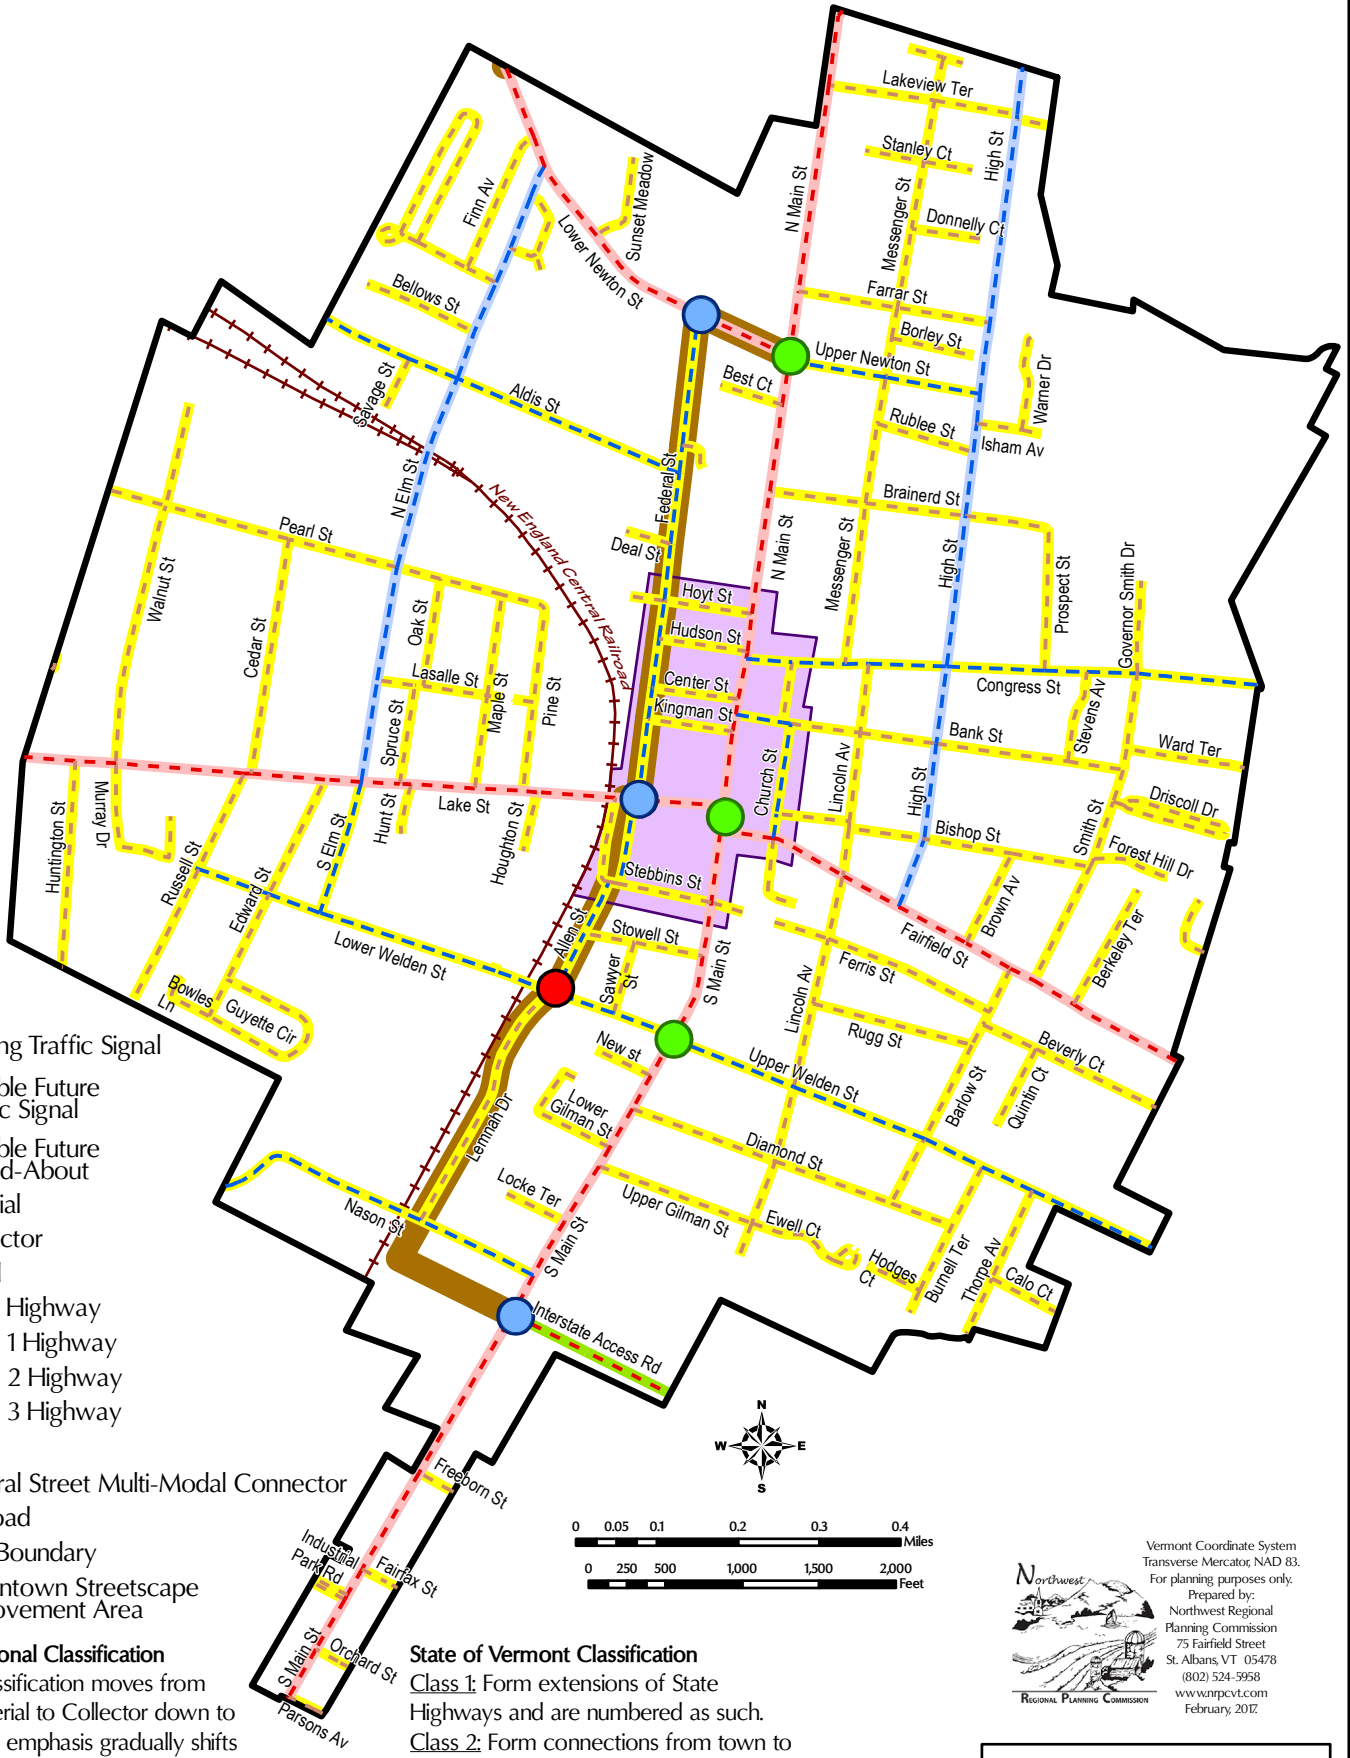 Lakeview Ter
Stanley Ct
High St
N Main St
Messenger St
Donnelly Ct
Finn Av
Sunset Meadow
Lower Newton St
Bellows St
Farrar St
Borley St
Upper Newton St
Best Ct
Warner Dr
Savage St
Aldis St
Rublee St
Isham Av
Federal St
N Elm St
New England Central Railroad
Brainerd St
Pearl St
Deal St
N Main St
Messenger St
High St
Prospect St
Governor Smith Dr
Walnut St
Cedar St
Oak St
Hoyt St
Hudson St
Lasalle St
Maple St
Pine St
Center St
Kingman St
Congress St
Stevens Av
Spruce St
Bank St
Ward Ter
Church St
Lincoln Av
High St
Driscoll Dr
Huntington St
Murray Dr
Hunt St
Lake St
Houghton St
S Elm St
Bishop St
Smith St
Forest Hill Dr
Russell St
Edward St
Stebbins St
Brown Av
Berkeley Ter
Allen St
Stowell St
Sawyer
St
S Main St
Fairfield St
Lower Welden St
Ferris St
Lincoln Av
Bowles
Ln
Guyette Cir
Rugg St
Beverly Ct
New st
Upper Welden St
Barlow St
Quintin Ct
Lemnah Dr
Lower
Gilman St
Diamond St
Locke Ter
Upper Gilman St
Nason St
Ewell Ct
Hodges
Ct
Burnell Ter
Thorpe Av
Calo Ct
S Main St
Interstate Access Rd
ng Traffic Signal
ble Future
c Signal
ble Future
d-About
ial
ctor
l
Highway
1 Highway
2 Highway
3 Highway
ral Street Multi-Modal Connector
oad
Boundary
ntown Streetscape
ovement Area
Freeborn St
Industrial
Park Rd
Fairfax St
S Main St
Orchard St
Parsons Av
N
W E
S
0 0.05 0.1 0.2 0.3 0.4
Miles
0 250 500 1,000 1,500 2,000
Feet
onal Classification
assification moves from
erial to Collector down to
emphasis gradually shifts
State of Vermont Classification
Class 1: Form extensions of State
Highways and are numbered as such.
Class 2: Form connections from town to
Northwest
REGIONAL PLANNING COMMISSION
Vermont Coordinate System
Transverse Mercator, NAD 83.
For planning purposes only.
Prepared by:
Northwest Regional
Planning Commission
75 Fairfield Street
St. Albans, VT 05478
(802) 524-5958
www.nrpcvt.com
February, 2017.